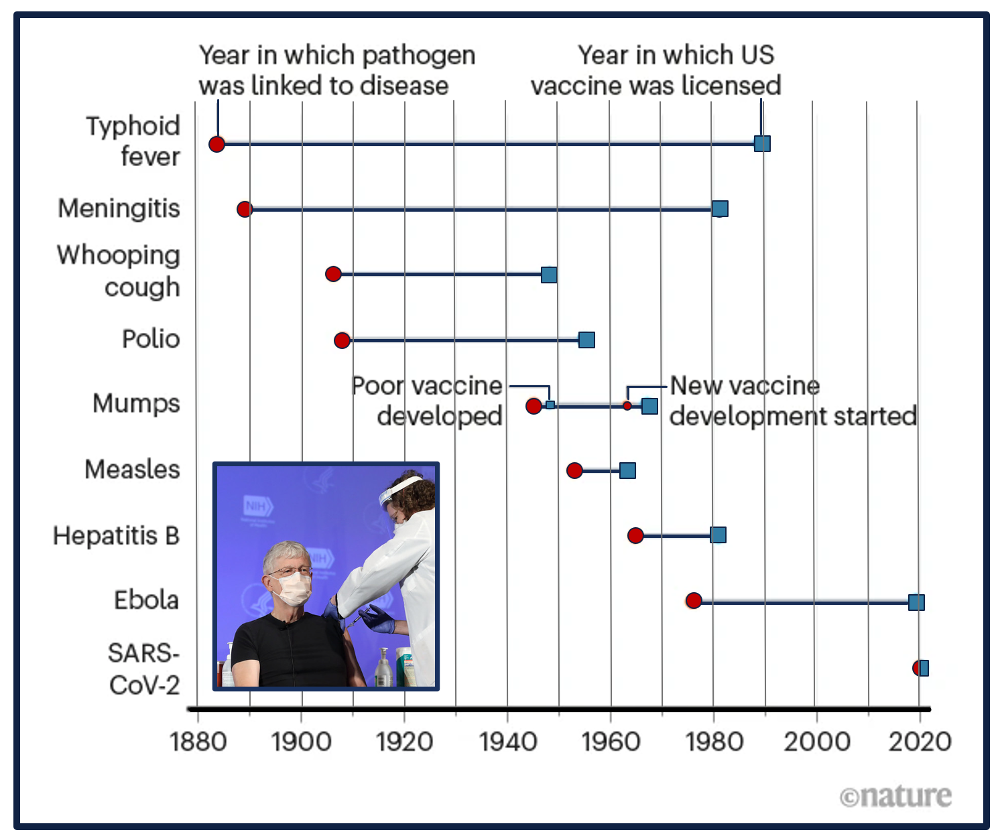 Year in which pathogen
was linked to disease
Year in which US
vaccine was licensed
Typhoid
fever
Meningitis
Whooping
cough
Polio
Mumps
Poor vaccine
developed
New vaccine
development started
Measles
Hepatitis B
Ebola
SARS-
CoV-2
NIH
NIH
1880 1900 1920 1940 1960 1980 2000 2020
©nature